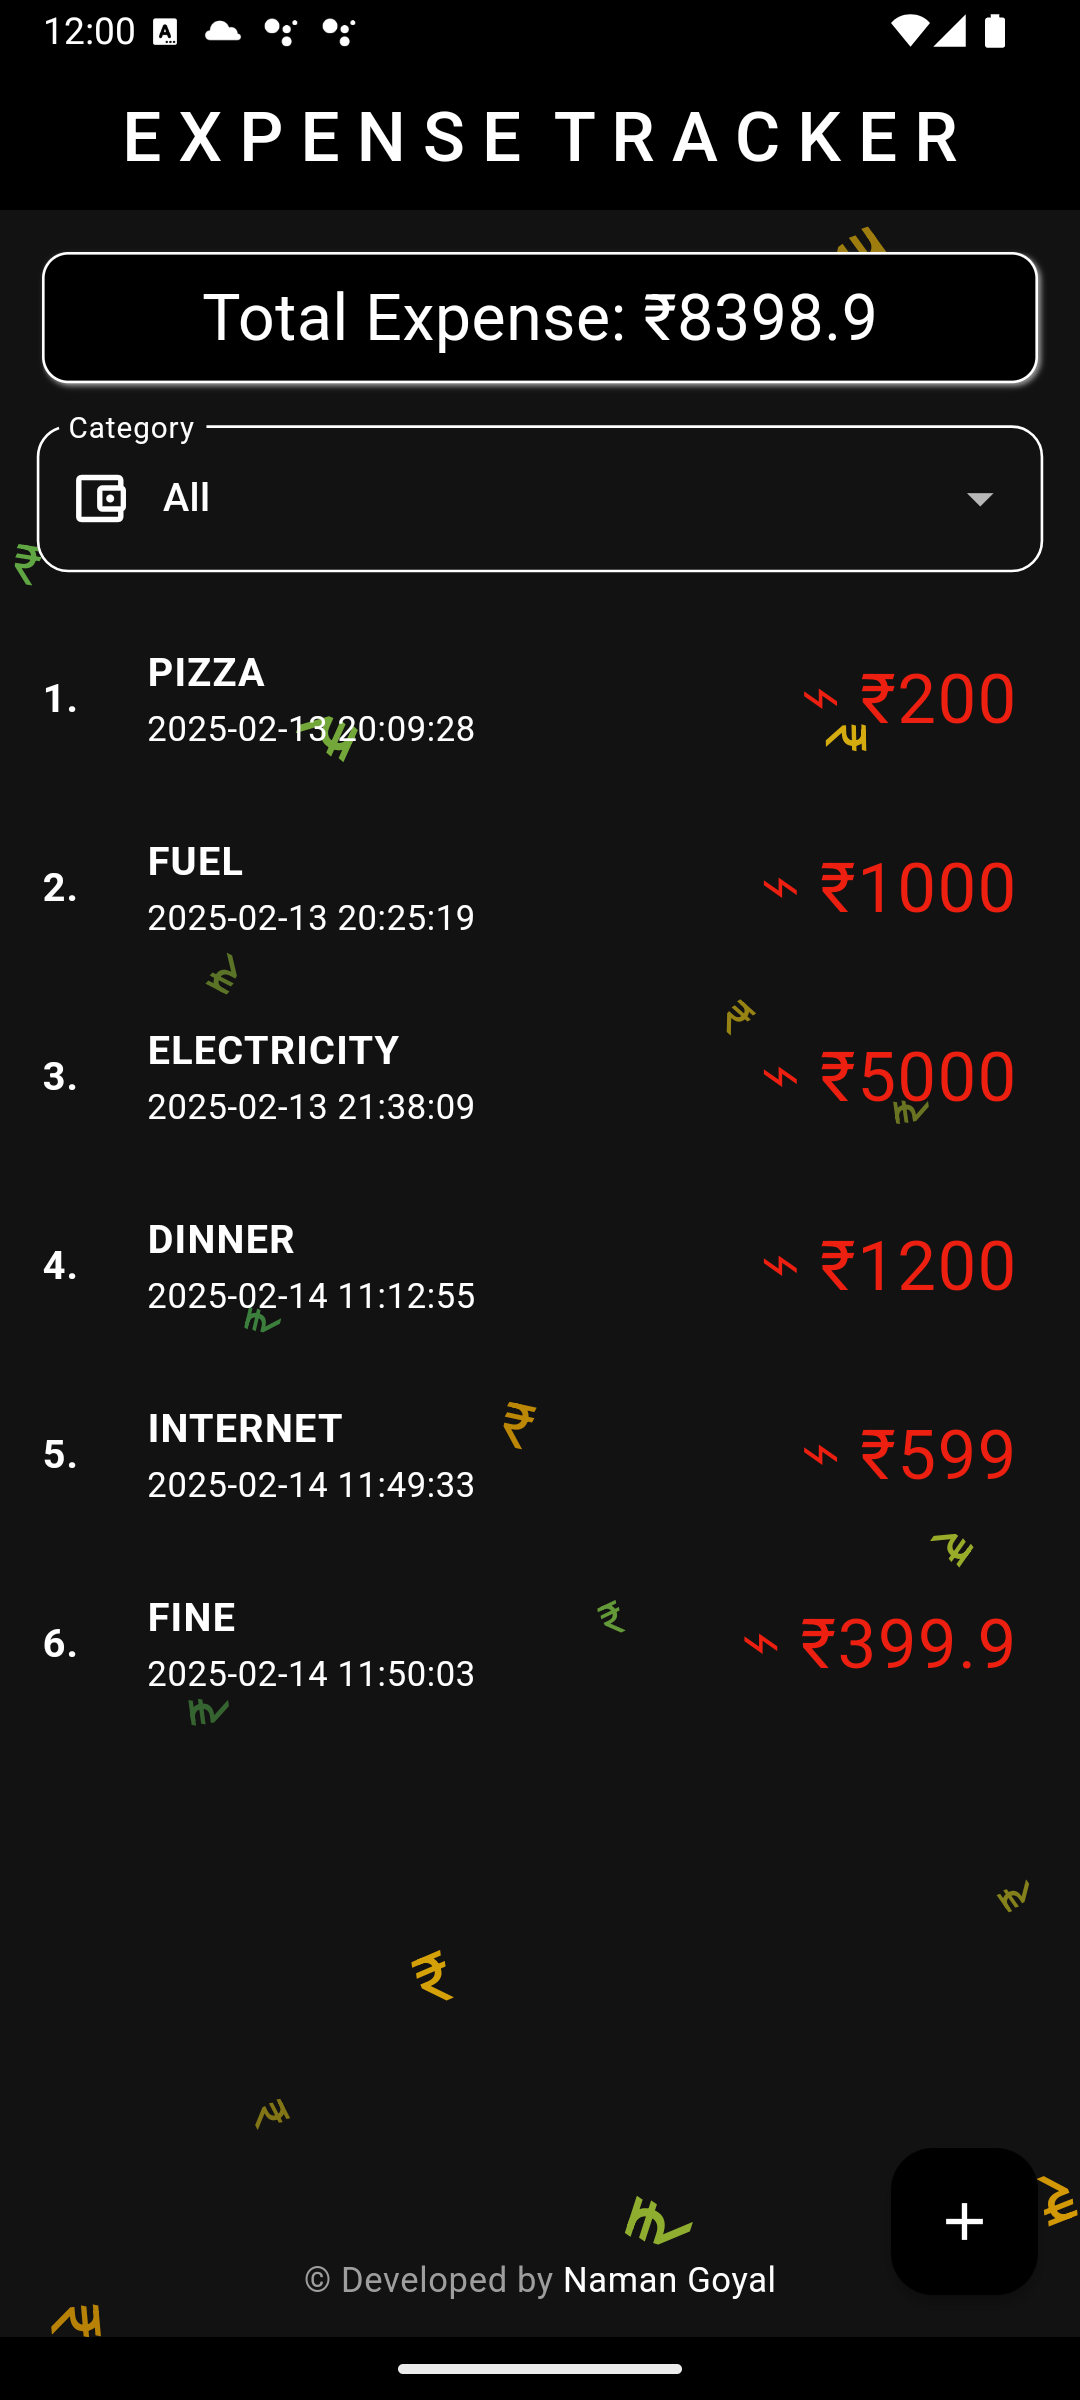 12:00
EXPENSE TRACKER
Total Expense: ₹8398.9
Category
All
1.
PIZZA
2025-02-13 20:09:28
₹200
2.
FUEL
2025-02-13 20:25:19
₹1000
3.
ELECTRICITY
2025-02-13 21:38:09
₹5000
4.
DINNER
2025-02-14 11:12:55
₹1200
5.
INTERNET
2025-02-14 11:49:33
₹599
6.
FINE
2025-02-14 11:50:03
₹399.9
+
© Developed by Naman Goyal